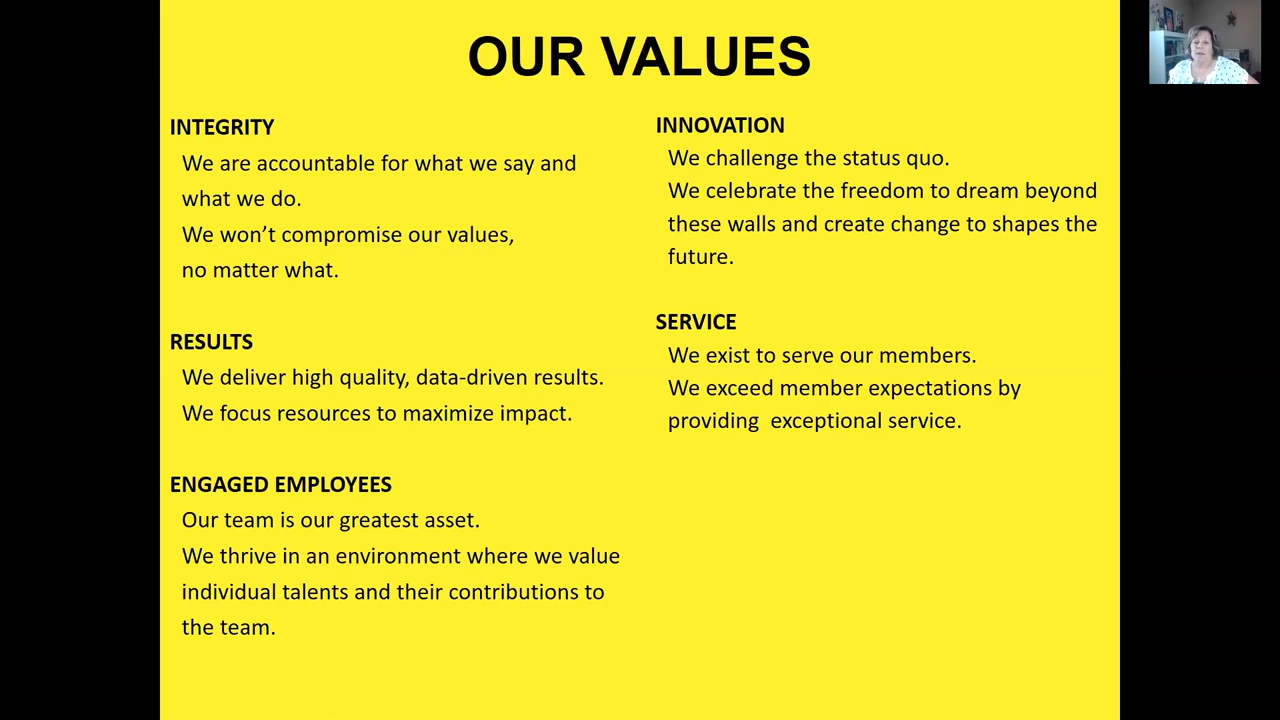 OUR VALUES
INTEGRITY
We are accountable for what we say and
what we do.
We won’t compromise our values,
no matter what.
RESULTS
We deliver high quality, data-driven results.
We focus resources to maximize impact.
ENGAGED EMPLOYEES
Our team is our greatest asset.
We thrive in an environment where we value
individual talents and their contributions to
the team.
INNOVATION
We challenge the status quo.
We celebrate the freedom to dream beyond
these walls and create change to shapes the
future.
SERVICE
We exist to serve our members.
We exceed member expectations by
providing  exceptional service.